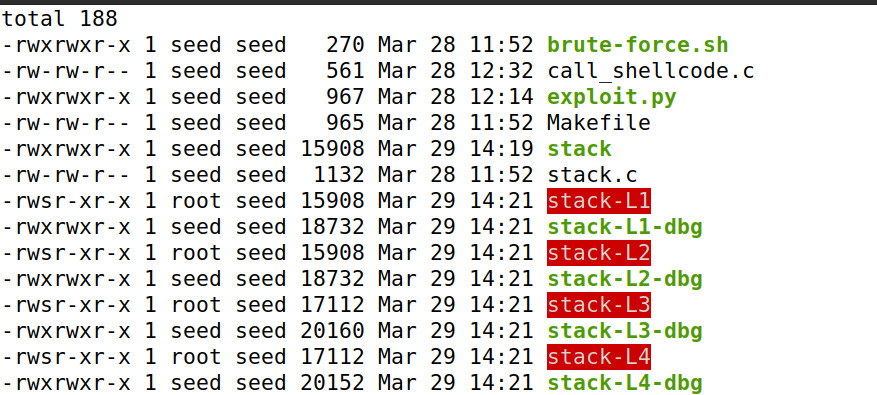 total 188
-rwxrwxr-x 1 seed seed   270 Mar 28 11:52 brute-force.sh
-rw-rw-r-- 1 seed seed   561 Mar 28 12:32 call_shellcode.c
-rwxrwxr-x 1 seed seed   967 Mar 28 12:14 exploit.py
-rw-rw-r-- 1 seed seed   965 Mar 28 11:52 Makefile
-rwxrwxr-x 1 seed seed 15908 Mar 29 14:19 stack
-rw-rw-r-- 1 seed seed  1132 Mar 28 11:52 stack.c
-rwsr-xr-x 1 root seed 15908 Mar 29 14:21 stack-L1
-rwxrwxr-x 1 seed seed 18732 Mar 29 14:21 stack-L1-dbg
-rwsr-xr-x 1 root seed 15908 Mar 29 14:21 stack-L2
-rwxrwxr-x 1 seed seed 18732 Mar 29 14:21 stack-L2-dbg
-rwsr-xr-x 1 root seed 17112 Mar 29 14:21 stack-L3
-rwxrwxr-x 1 seed seed 20160 Mar 29 14:21 stack-L3-dbg
-rwsr-xr-x 1 root seed 17112 Mar 29 14:21 stack-L4
-rwxrwxr-x 1 seed seed 20152 Mar 29 14:21 stack-L4-dbg